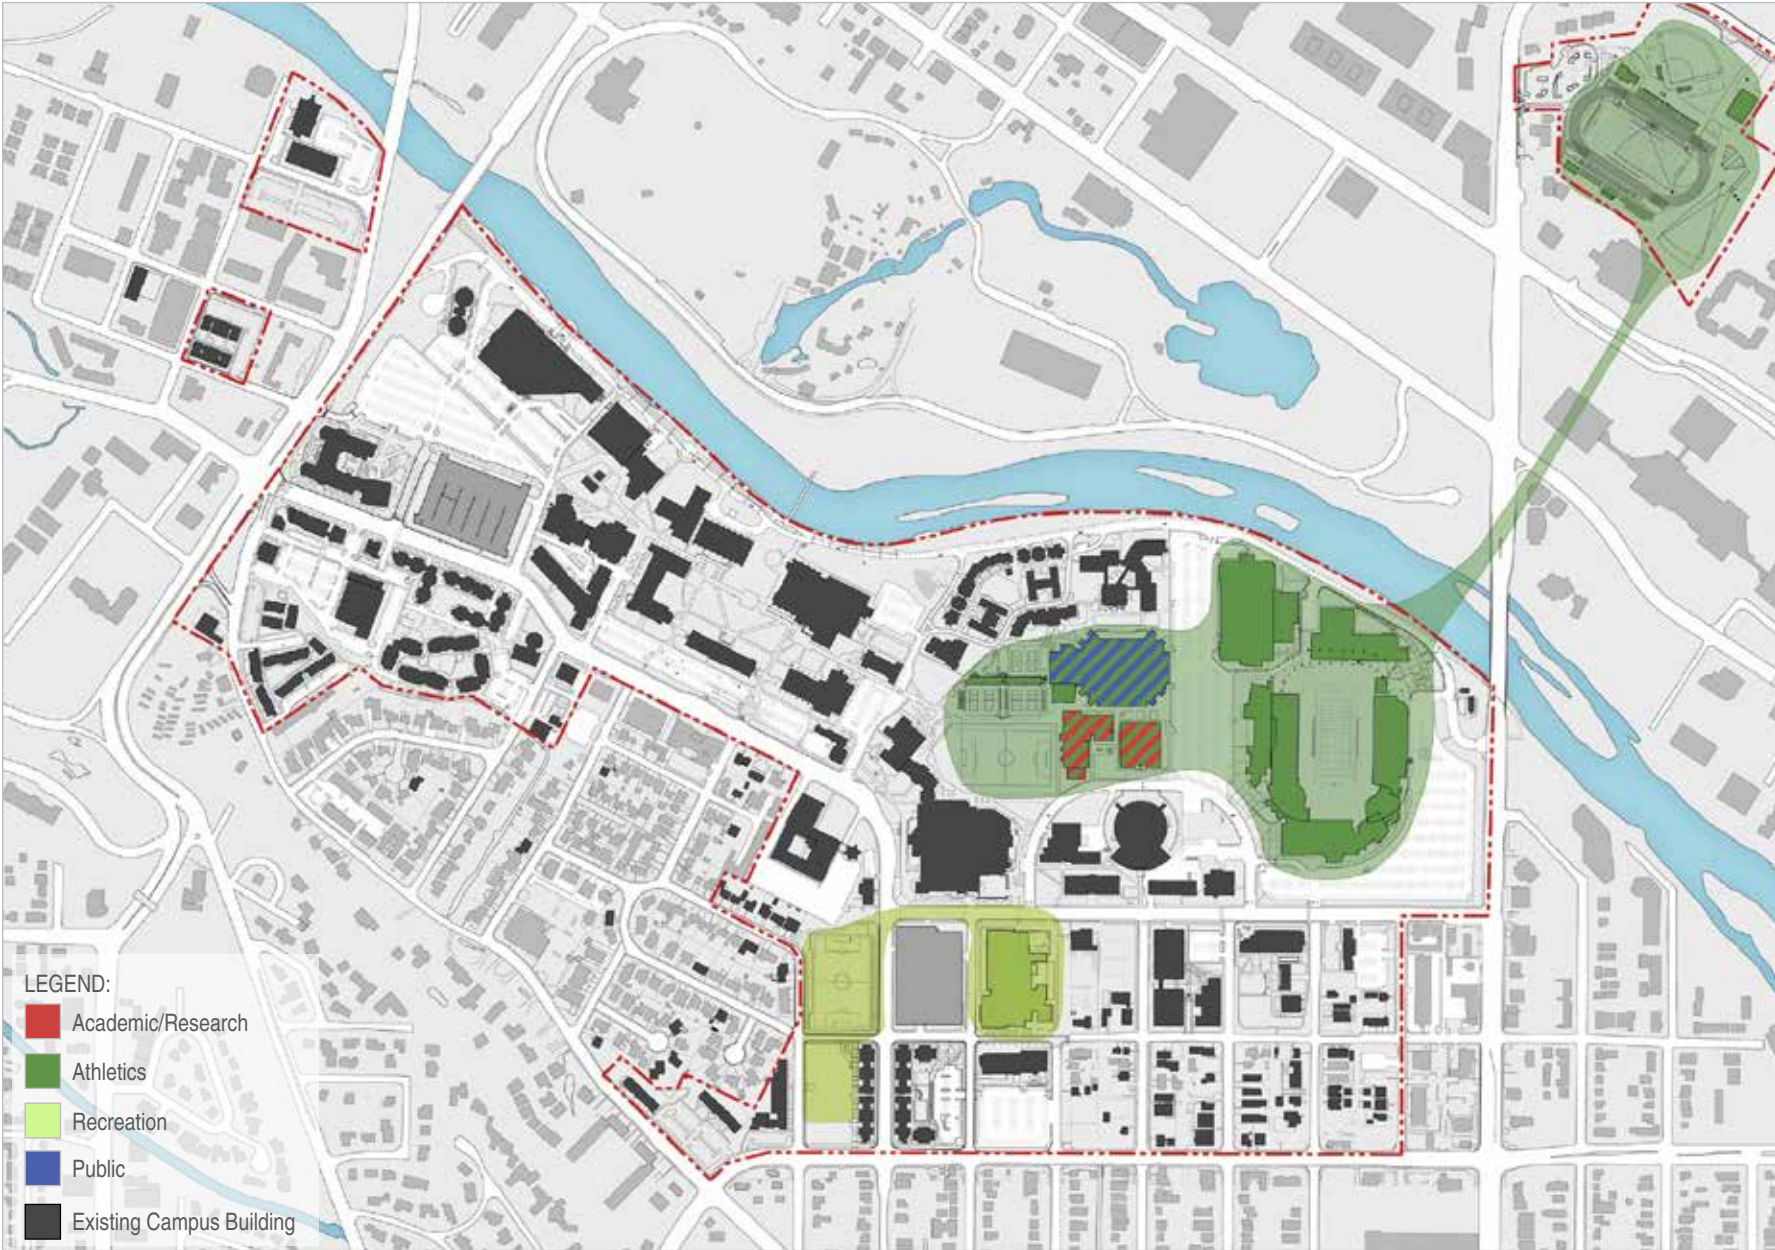 LEGEND:
Academic/Research
Athletics
Recreation
Public
Existing Campus Building